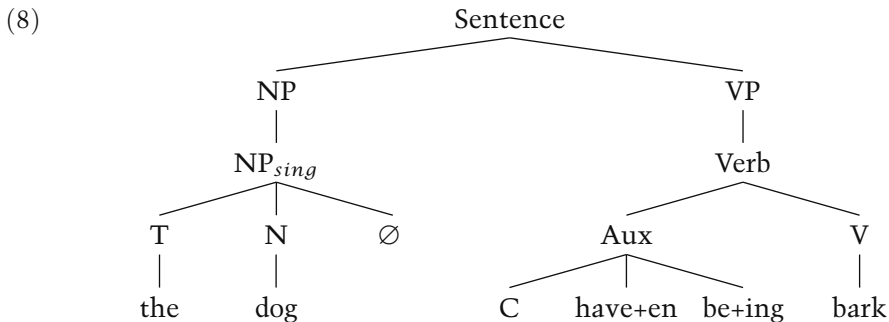 (8) Sentence
NP VP
NP_sing Verb
T N ∅ Aux V
the dog C have+en be+ing bark